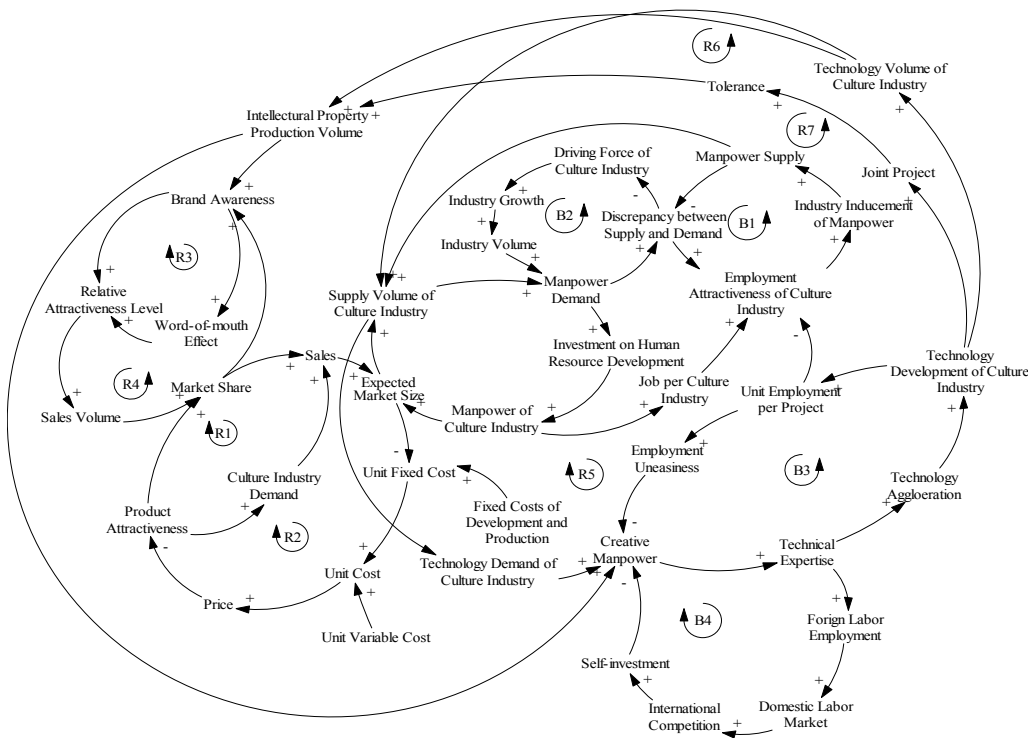 R6
Technology Volume of
Culture Industry
Tolerance
Intellectural Property
Production Volume
R7
Driving Force of
Culture Industry
Manpower Supply
Joint Project
Brand Awareness
Industry Growth
B2
Discrepancy between
Supply and Demand
B1
Industry Inducement
of Manpower
R3
Industry Volume
Relative
Attractiveness Level
Supply Volume of
Culture Industry
Manpower
Demand
Employment
Attractiveness of Culture
Industry
Word-of-mouth
Effect
Sales
Investment on Human
Resource Development
Technology
Development of Culture
Industry
R4
Market Share
Expected
Market Size
Job per Culture
Industry
Unit Employment
per Project
Sales Volume
R1
Manpower of
Culture Industry
Employment
Uneasiness
Culture Industry
Demand
Unit Fixed Cost
R5
B3
Technology
Aggloeration
Product
Attractiveness
R2
Fixed Costs of
Development and
Production
Creative
Manpower
Technical
Expertise
Technology Demand of
Culture Industry
Unit Cost
Price
Unit Variable Cost
B4
Forign Labor
Employment
Self-investment
International
Competition
Domestic Labor
Market